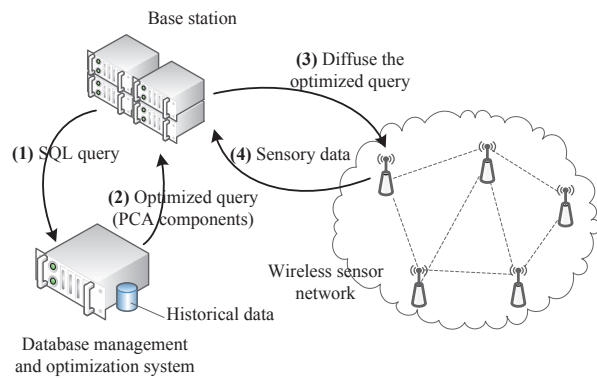 Base station
(3) Diffuse the
optimized query
(1) SQL query
(4) Sensory data
(2) Optimized query
(PCA components)
Wireless sensor
network
Historical data
Database management
and optimization system